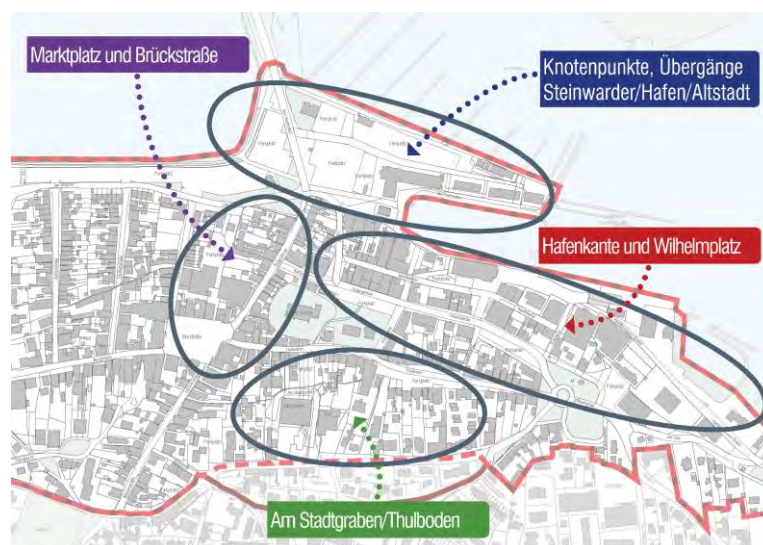 Marktplatz und Brückstraße
Knotenpunkte, Übergänge
Steinwarder/Hafen/Altstadt
Hafenkante und Wilhelmplatz
Am Stadtgraben/Thulboden